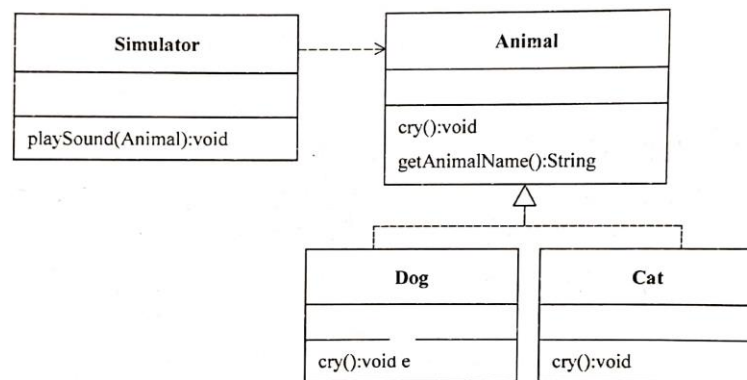 Simulator
playSound(Animal):void
Animal
cry():void
getAnimalName():String
Dog
cry():void e
Cat
cry():void